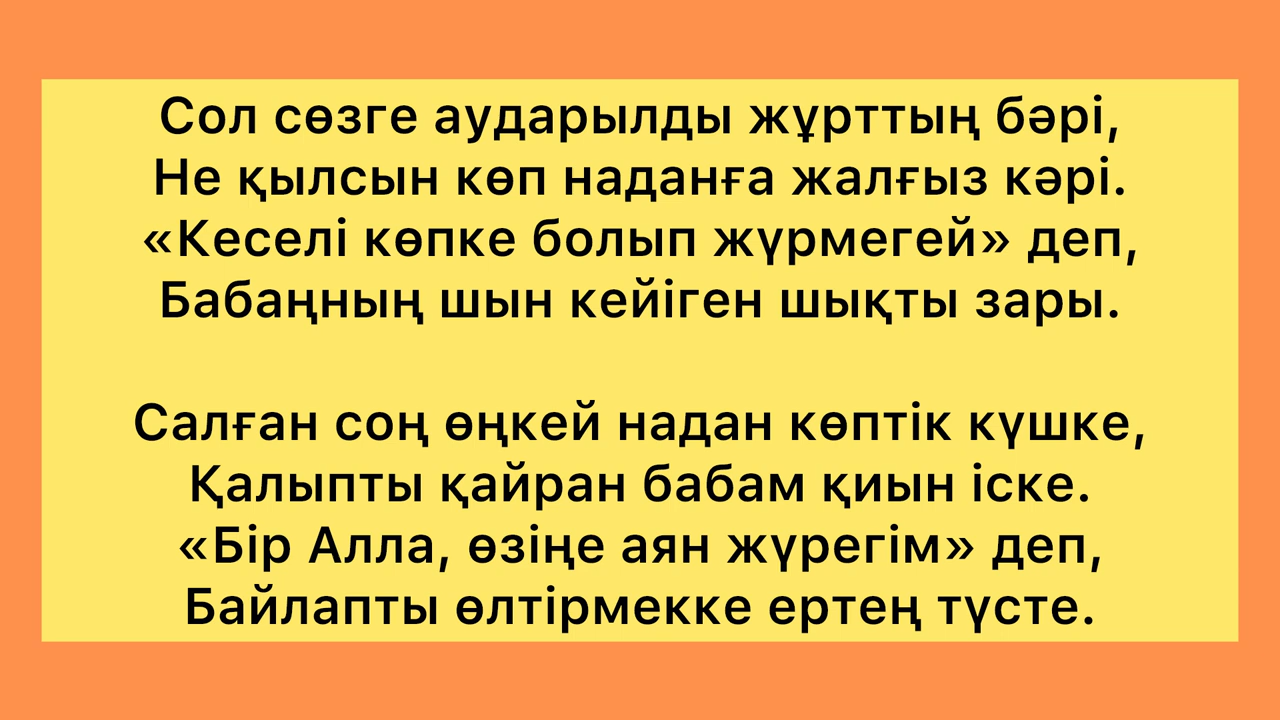 Сол сөзге аударылды жұрттың бәрі,
Не қылсын көп наданға жалғыз кәрі.
«Кеселі көпке болып жүрмегей» деп,
Бабаңның шын кейіген шықты зары.
Салған соң өңкей надан көптік күшке,
Қалыпты қайран бабам қиын іске.
«Бір Алла, өзіңе аян жүрегім» деп,
Байлапты өлтірмекке ертең түсте.